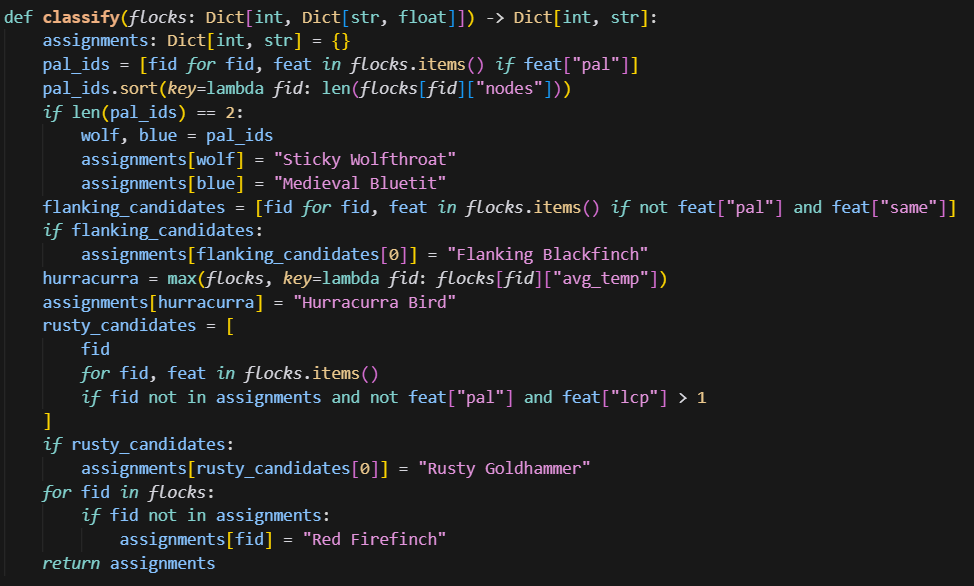 def classify(flocks: Dict[int, Dict[str, float]]) -> Dict[int, str]:
    assignments: Dict[int, str] = {}
    pal_ids = [fid for fid, feat in flocks.items() if feat["pal"]]
    pal_ids.sort(key=lambda fid: len(flocks[fid]["nodes"]))
    if len(pal_ids) == 2:
        wolf, blue = pal_ids
        assignments[wolf] = "Sticky Wolfthroat"
        assignments[blue] = "Medieval Bluetit"
    flanking_candidates = [fid for fid, feat in flocks.items() if not feat["pal"] and feat["same"]]
    if flanking_candidates:
        assignments[flanking_candidates[0]] = "Flanking Blackfinch"
    hurracurra = max(flocks, key=lambda fid: flocks[fid]["avg_temp"])
    assignments[hurracurra] = "Hurracurra Bird"
    rusty_candidates = [
        fid
        for fid, feat in flocks.items()
        if fid not in assignments and not feat["pal"] and feat["lcp"] > 1
    ]
    if rusty_candidates:
        assignments[rusty_candidates[0]] = "Rusty Goldhammer"
    for fid in flocks:
        if fid not in assignments:
            assignments[fid] = "Red Firefinch"
    return assignments